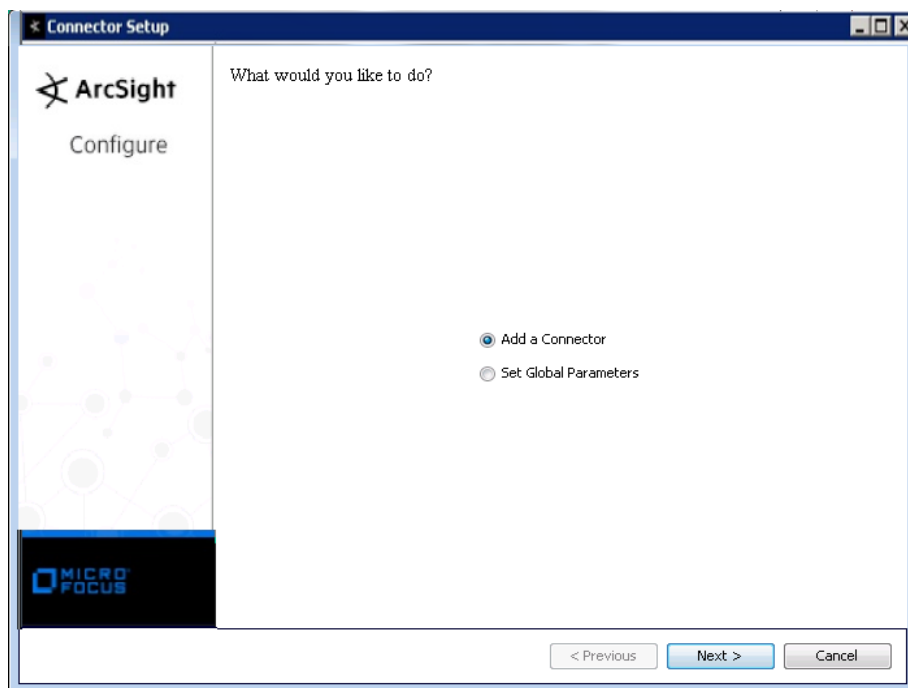 Connector Setup
ArcSight
Configure
What would you like to do?
Add a Connector
Set Global Parameters
MICRO
FOCUS
< Previous
Next >
Cancel